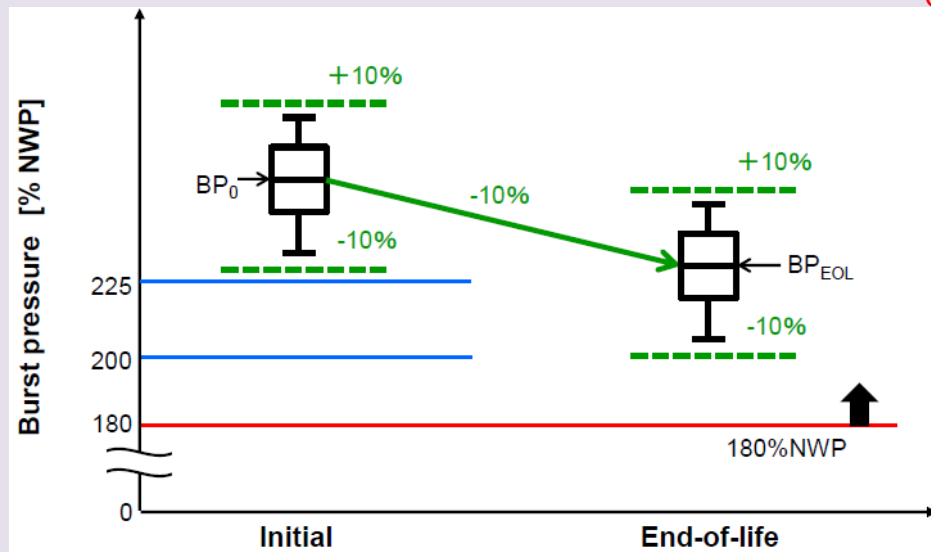 Burst pressure [% NWP]
+10%
BP0
-10%
-10%
+10%
BPEOL
-10%
225
200
180
180%NWP
0
Initial
End-of-life